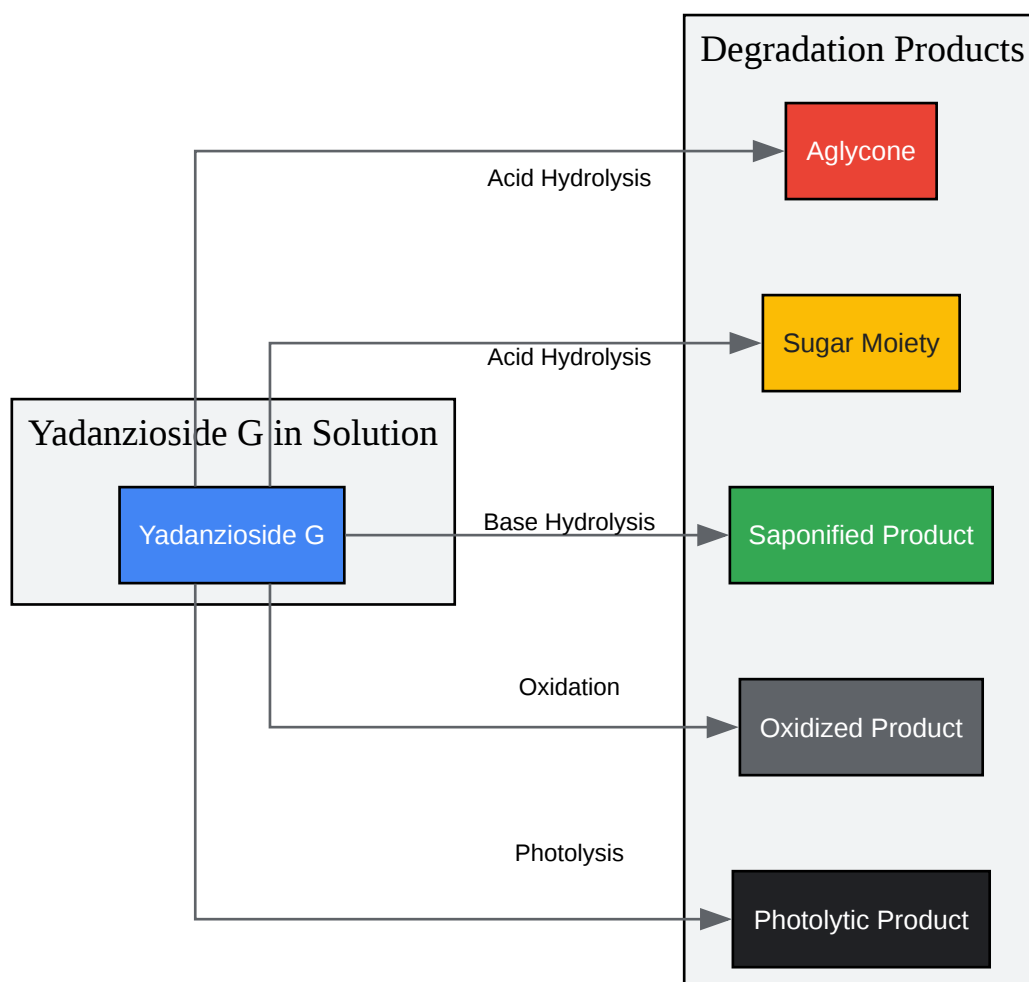 Degradation Products
Aglycone
Acid Hydrolysis
Sugar Moiety
Acid Hydrolysis
Yadanzioside G in Solution
Yadanzioside G
Base Hydrolysis
Saponified Product
Oxidation
Oxidized Product
Photolysis
Photolytic Product